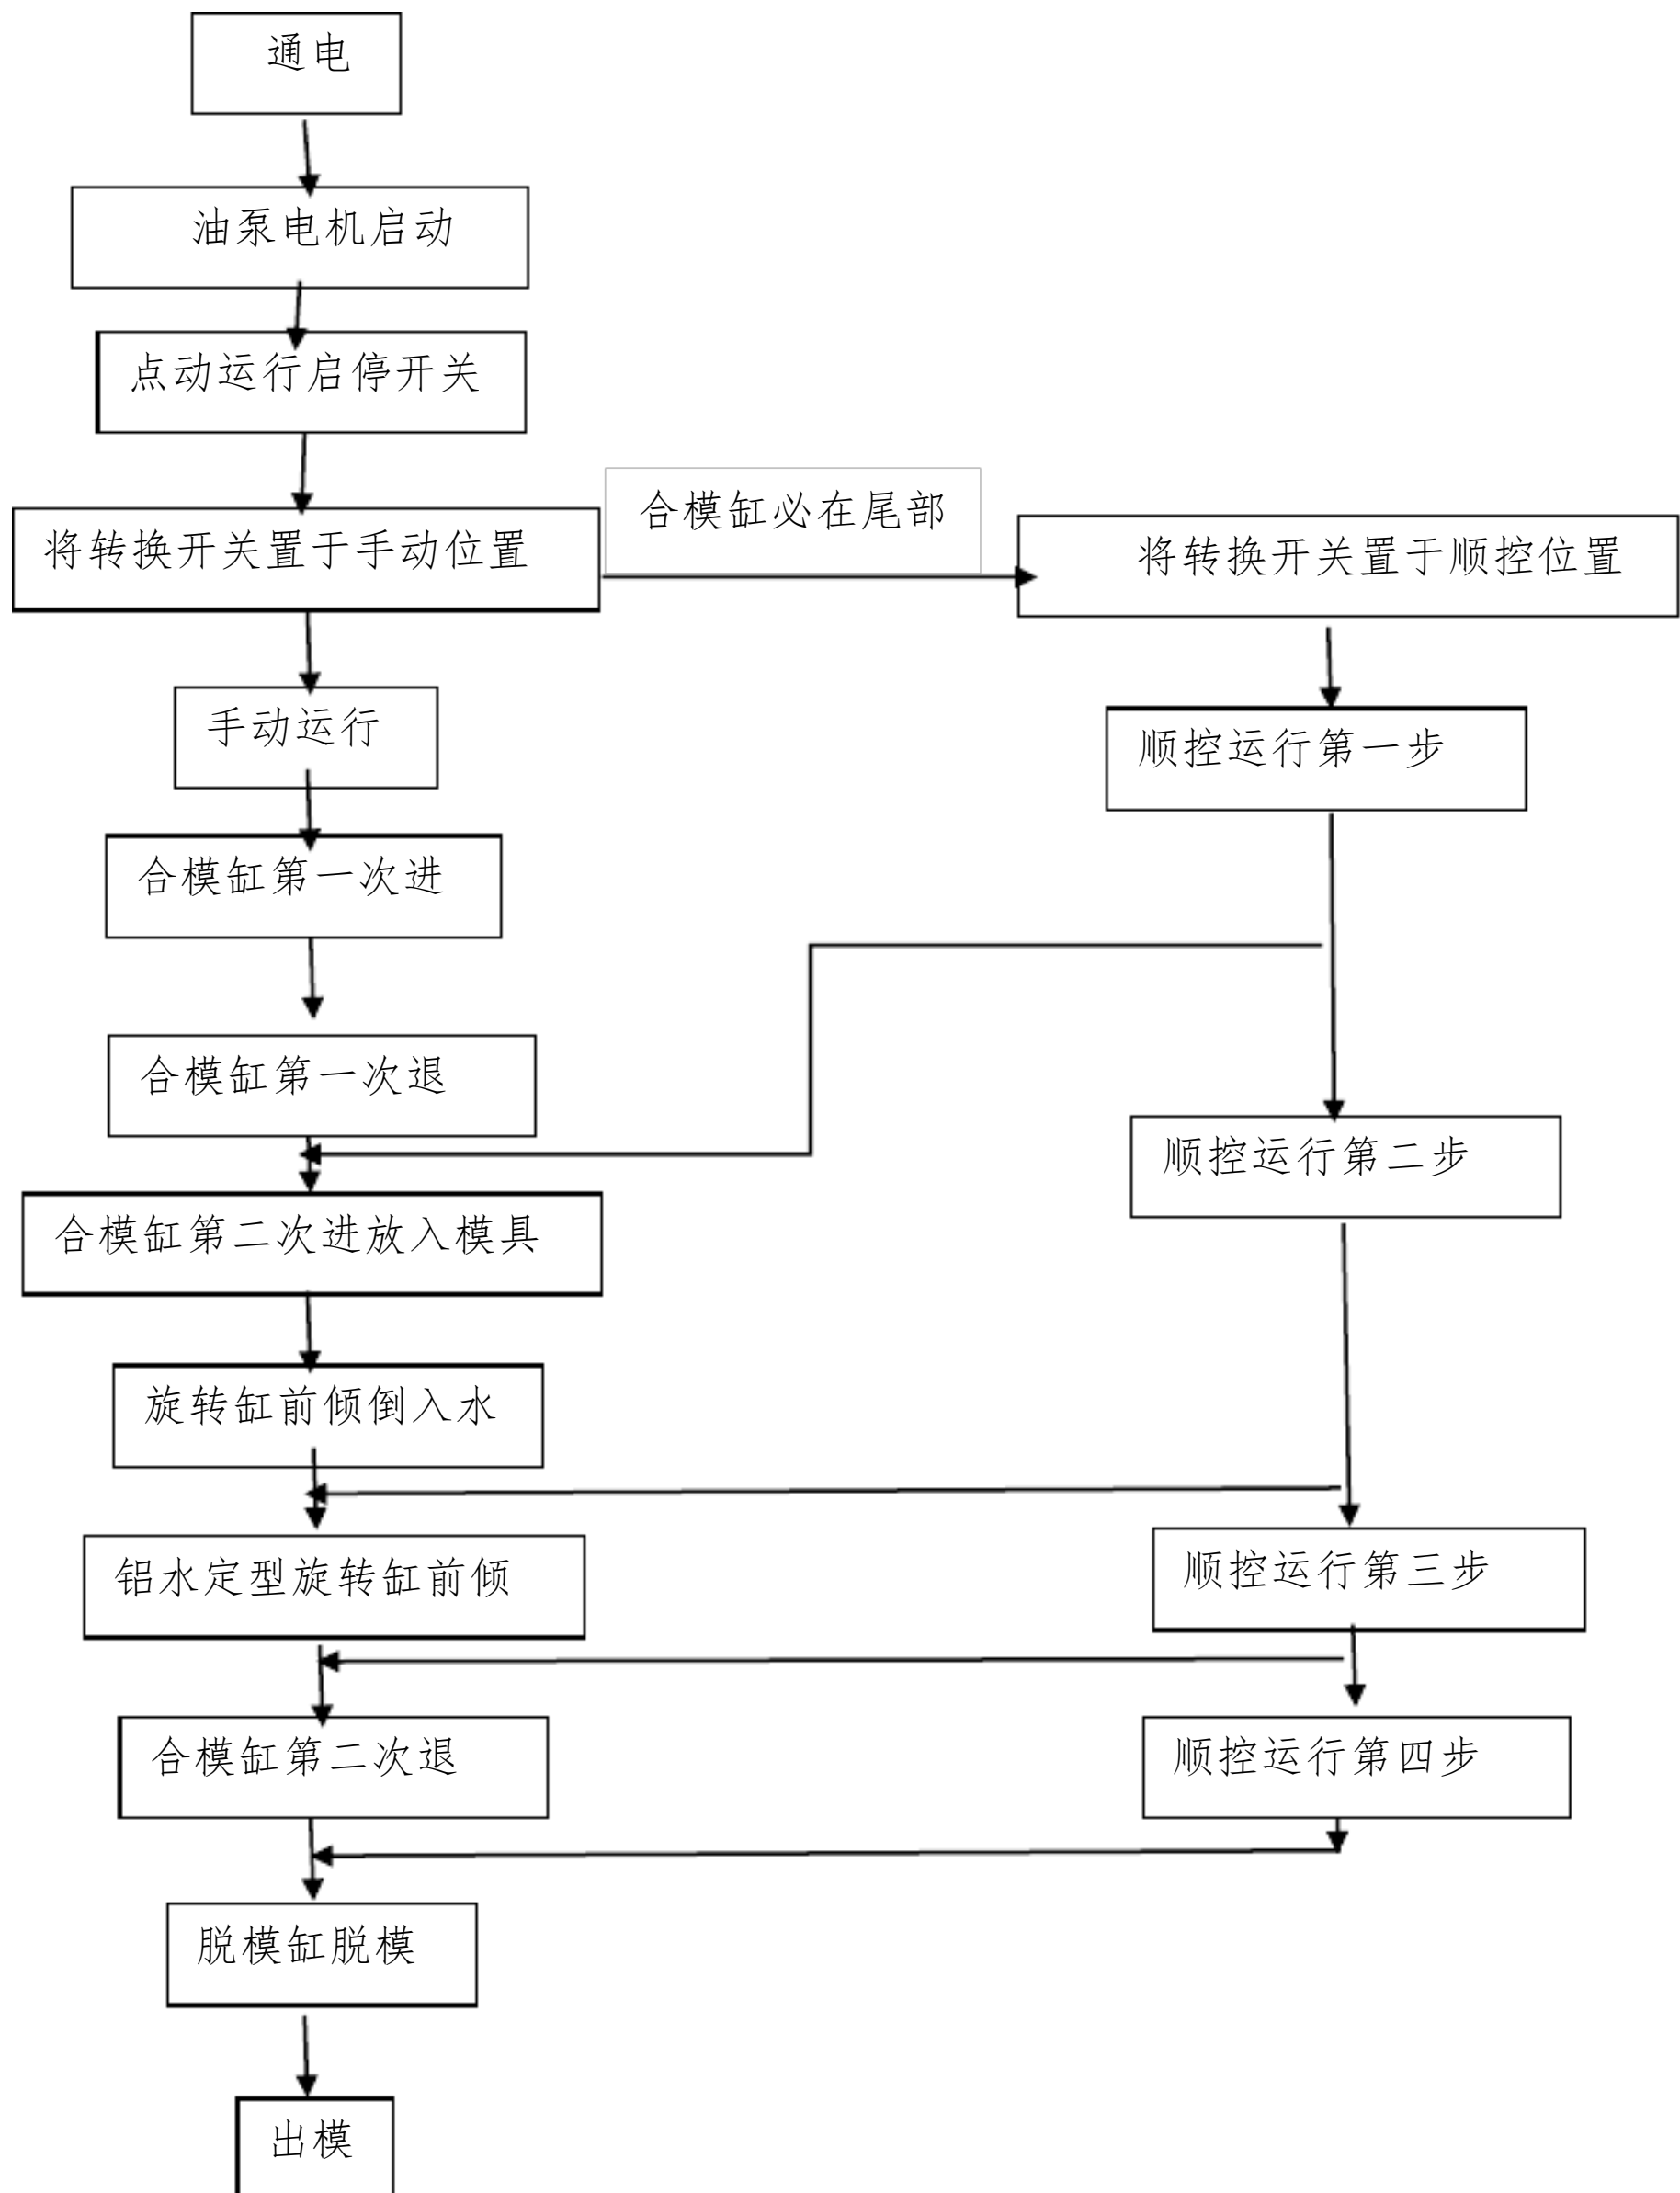 通电
油泵电机启动
点动运行启停开关
将转换开关置于手动位置
合模缸必在尾部
将转换开关置于顺控位置
手动运行
顺控运行第一步
合模缸第一次进
合模缸第一次退
顺控运行第二步
合模缸第二次进放入模具
旋转缸前倾倒入水
铝水定型旋转缸前倾
顺控运行第三步
合模缸第二次退
顺控运行第四步
脱模缸脱模
出模